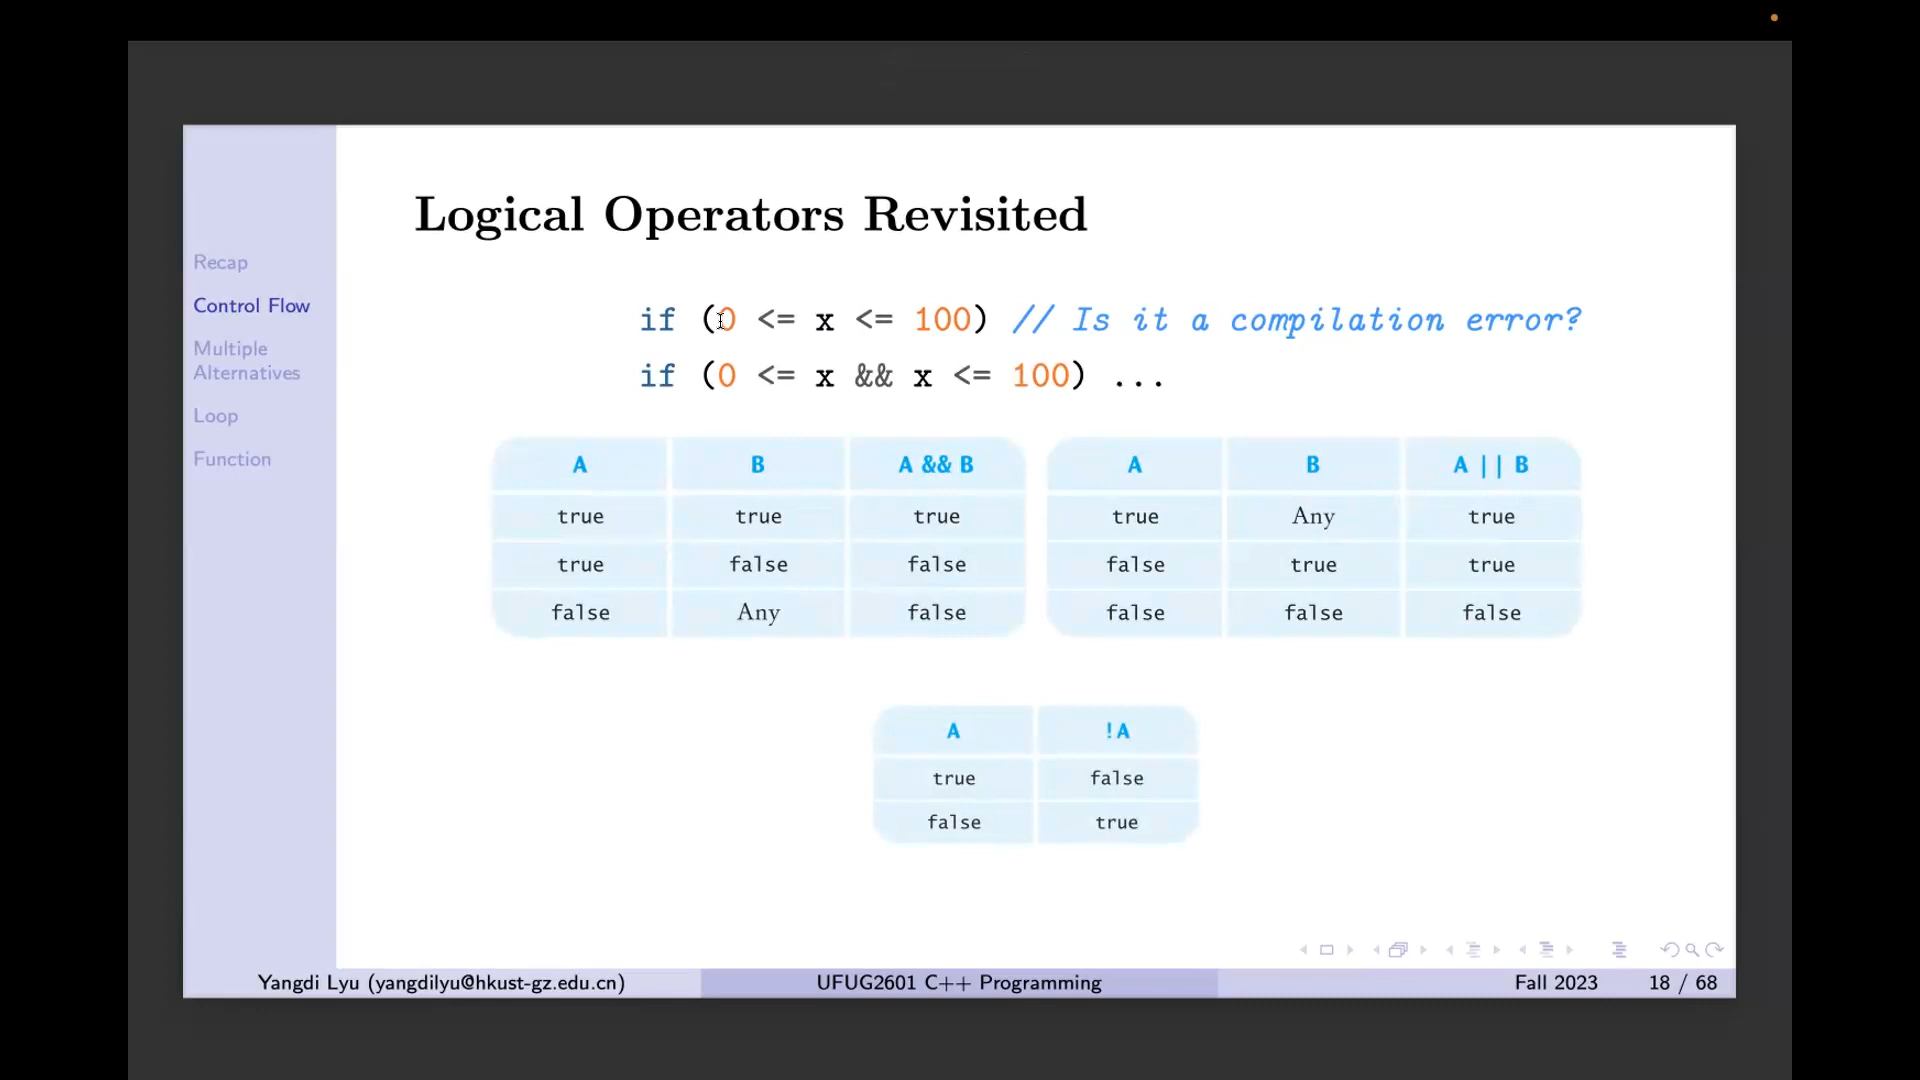 Logical Operators Revisited
Recap
Control Flow
Multiple
Alternatives
Loop
Function
if (0 <= x <= 100) // Is it a compilation error?
if (0 <= x && x <= 100) ...
A B A && B
true true true
true false false
false Any false
A B A || B
true Any true
false true true
false false false
A !A
true false
false true
Yangdi Lyu (yangdilyu@hkust-gz.edu.cn) UFUG2601 C++ Programming Fall 2023 18 / 68